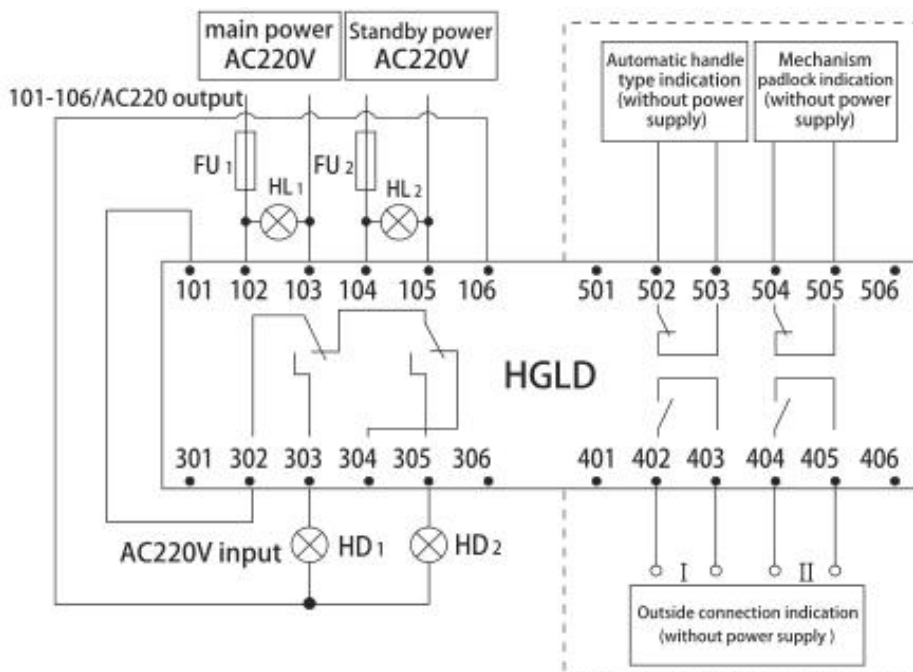 main power
AC220V
Standby power
AC220V
Automatic handle
type indication
(without power
supply)
Mechanism
padlock indication
(without power
supply)
101-106/AC220 output
FU 1
HL 1
FU 2
HL 2
101 102 103 104 105 106 501 502 503 504 505 506
HGLD
301 302 303 304 305 306 401 402 403 404 405 406
AC220V input
HD 1
HD 2
I
II
Outside connection indication
(without power supply )